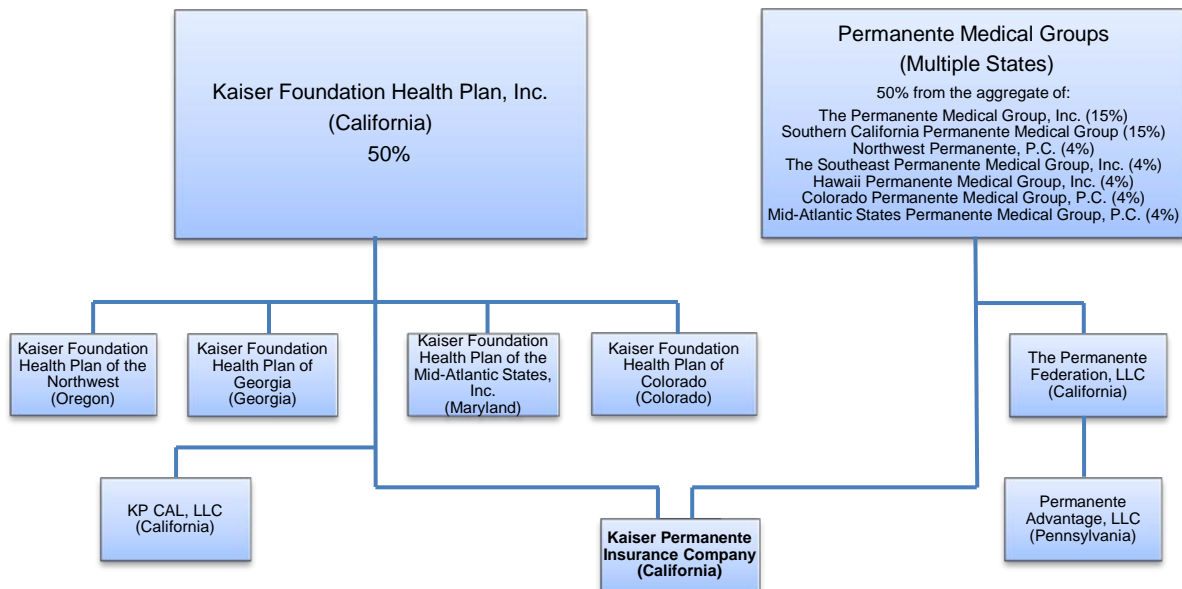 Kaiser Foundation Health Plan, Inc.
(California)
50%
Permanente Medical Groups
(Multiple States)
50% from the aggregate of:
The Permanente Medical Group, Inc. (15%)
Southern California Permanente Medical Group (15%)
Northwest Permanente, P.C. (4%)
The Southeast Permanente Medical Group, Inc. (4%)
Hawaii Permanente Medical Group, Inc. (4%)
Colorado Permanente Medical Group, P.C. (4%)
Mid-Atlantic States Permanente Medical Group, P.C. (4%)
Kaiser Foundation
Health Plan of the
Northwest
(Oregon)
Kaiser Foundation
Health Plan of
Georgia
(Georgia)
Kaiser Foundation
Health Plan of the
Mid-Atlantic States,
Inc.
(Maryland)
Kaiser Foundation
Health Plan of
Colorado
(Colorado)
The Permanente
Federation, LLC
(California)
KP CAL, LLC
(California)
Kaiser Permanente
Insurance Company
(California)
Permanente
Advantage, LLC
(Pennsylvania)